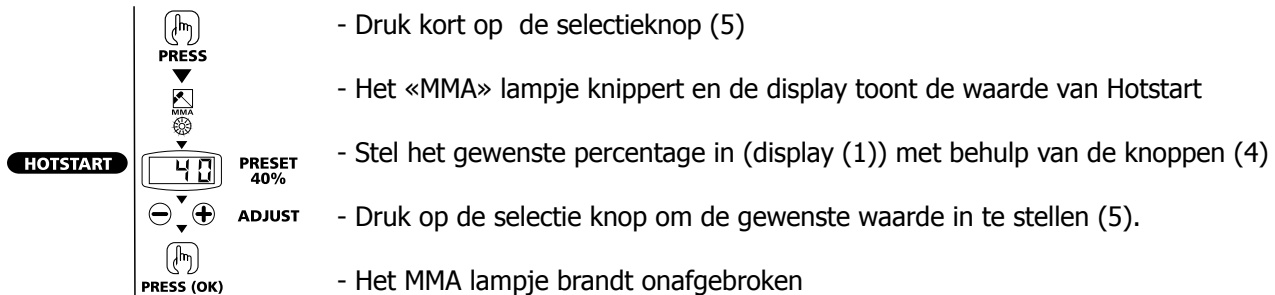 PRESS
MMA
HOTSTART
40
PRESET
40%
ADJUST
PRESS (OK)
- Druk kort op de selectieknop (5)
- Het «MMA» lampje knippert en de display toont de waarde van Hotstart
- Stel het gewenste percentage in (display (1)) met behulp van de knoppen (4)
- Druk op de selectie knop om de gewenste waarde in te stellen (5).
- Het MMA lampje brandt onafgebroken